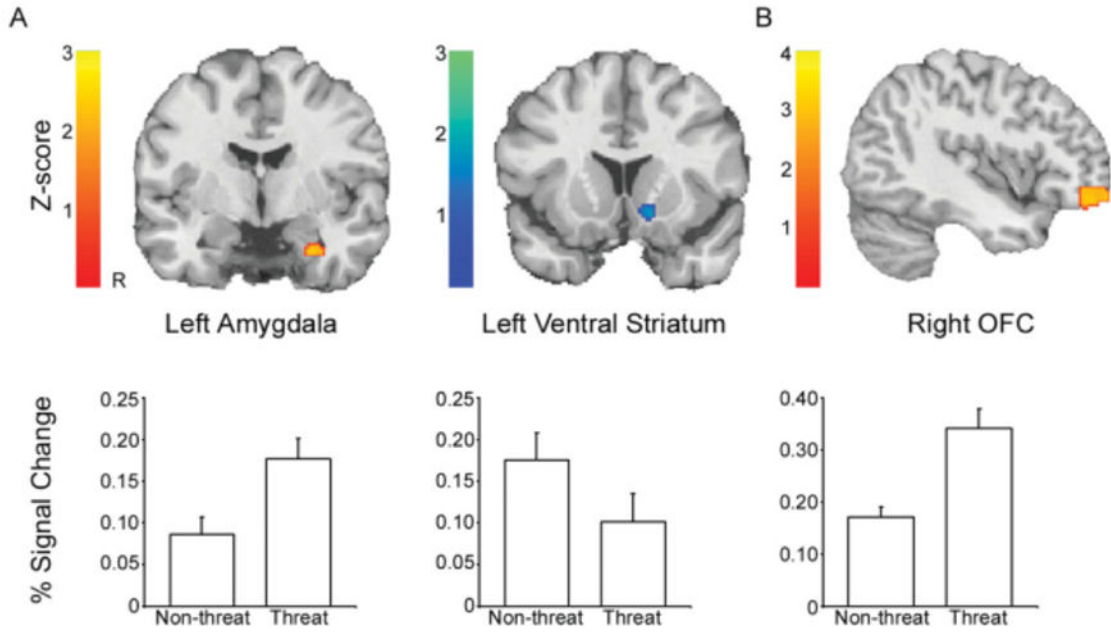 A
B
3
2
1
Z-score
R
3
2
1
4
3
2
1
Left Amygdala
Left Ventral Striatum
Right OFC
% Signal Change
0.25
0.20
0.15
0.10
0.05
0
Non-threat
Threat
0.25
0.20
0.15
0.10
0.05
0
Non-threat
Threat
0.40
0.30
0.20
0.10
0
Non-threat
Threat